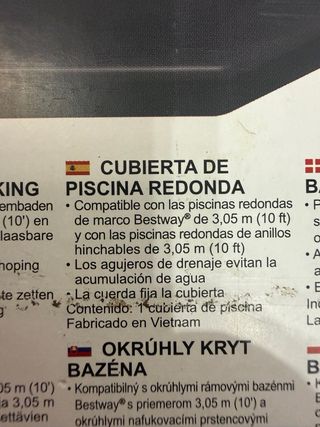 CUBIERTA DE
PISCINA REDONDA
• Compatible con las piscinas redondas
de marco Bestway® de 3,05 m (10 ft)
y con las piscinas redondas de anillos
hinchables de 3,05 m (10 ft)
• Los agujeros de drenaje evitan la
acumulación de agua
• La cuerda fija la cubierta
Contenido: 1 cubierta de piscina
Fabricado en Vietnam
OKRÚHLY KRYT
BAZÉNA
• Kompatibilný s okrúhlymi rámovými bazénmi
Bestway® s priemerom 3,05 m (10') a
okrúhlymi nafukovacími prstencovými
KING
embaden
(10') en
laasbare
hoping
te zetten
05 m (10')
a 3,05 m
ettävien